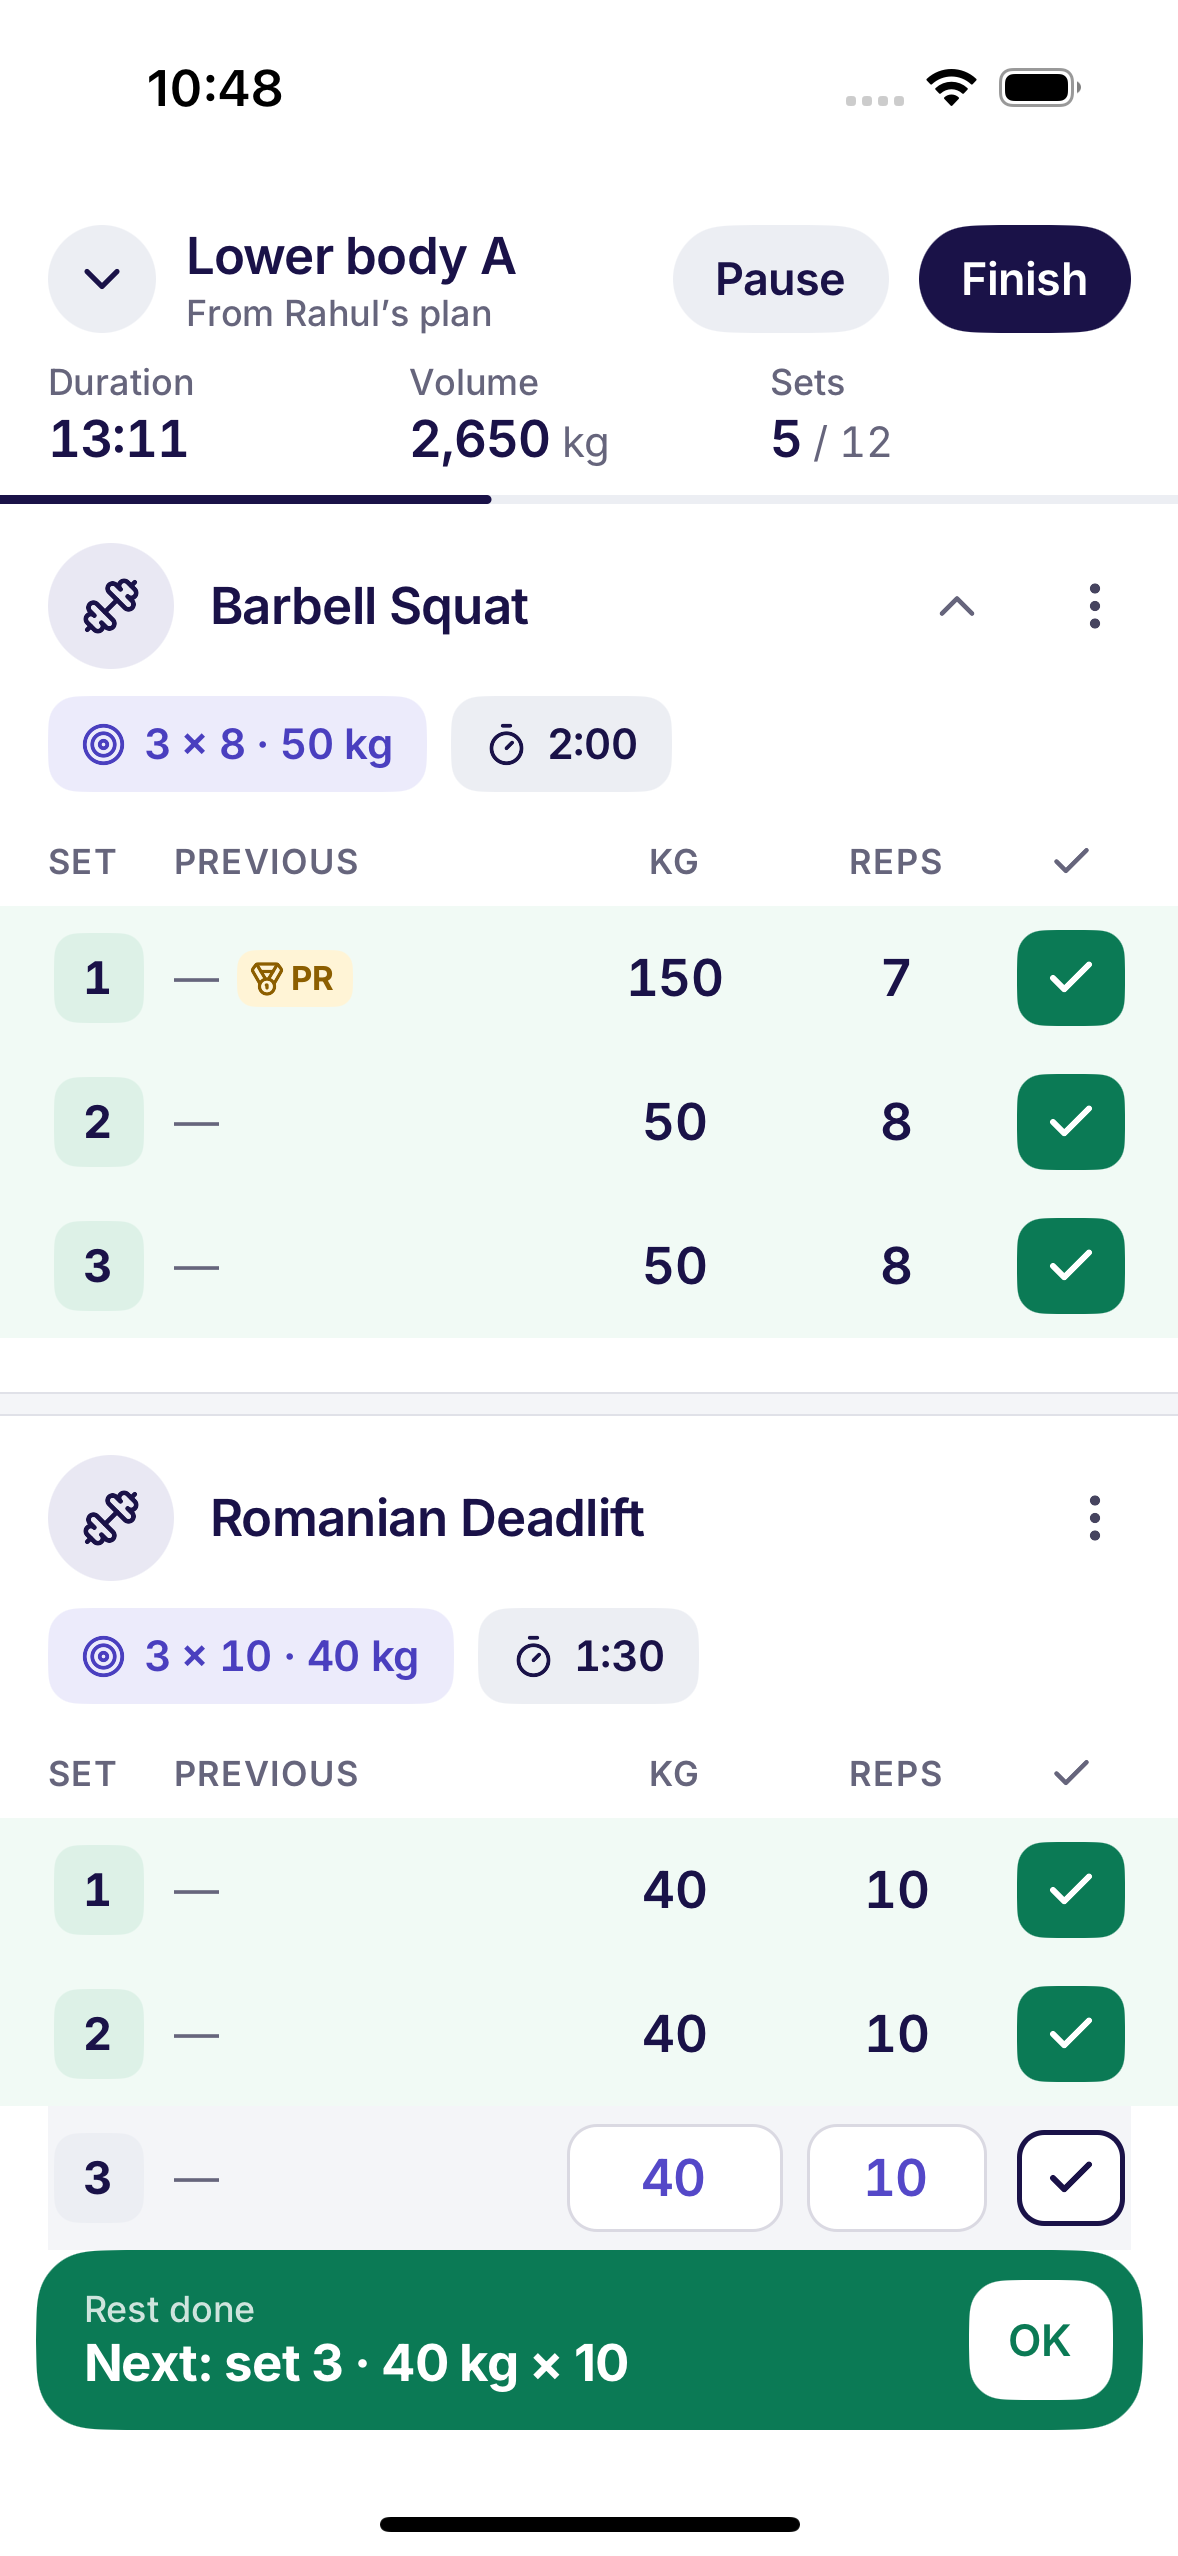 10:48
Lower body A
From Rahul’s plan
Pause
Finish
Duration
13:11
Volume
2,650 kg
Sets
5 / 12
Barbell Squat
3 × 8 · 50 kg
2:00
SET PREVIOUS KG REPS
1 — PR 150 7
2 — 50 8
3 — 50 8
Romanian Deadlift
3 × 10 · 40 kg
1:30
SET PREVIOUS KG REPS
1 — 40 10
2 — 40 10
3 — 40 10
Rest done
Next: set 3 · 40 kg × 10
OK